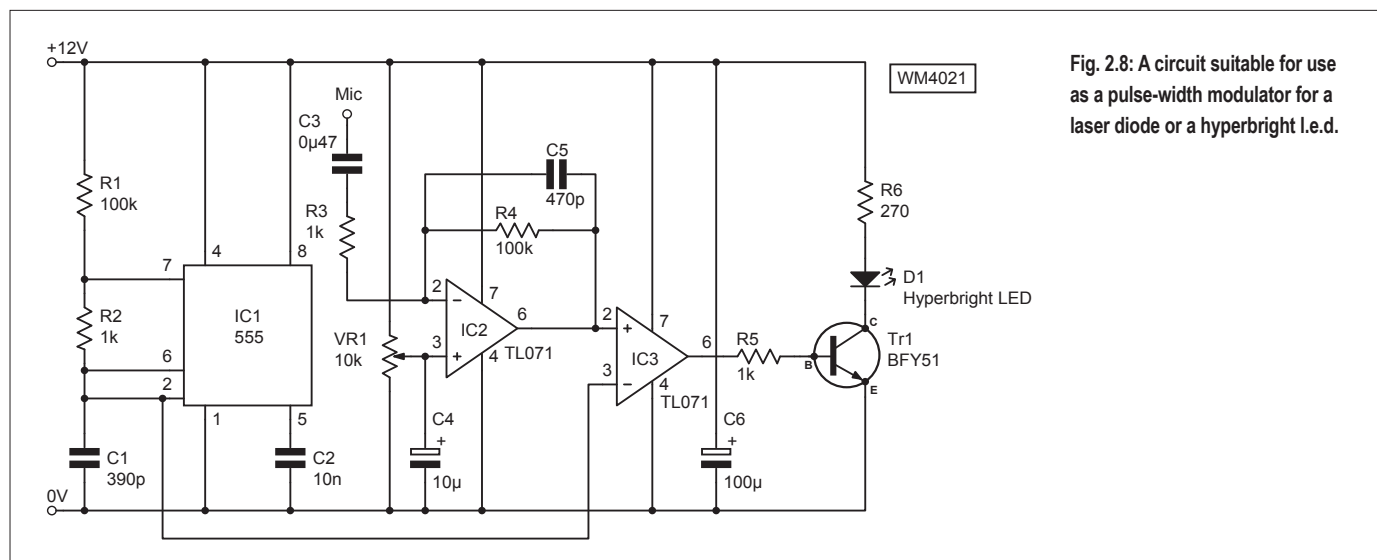 +12V
WM4021
Fig. 2.8: A circuit suitable for use
as a pulse-width modulator for a
laser diode or a hyperbright l.e.d.
Mic
C3
0µ47
C5
470p
R1
100k
R3
1k
R4
100k
R6
270
4
8
7
2
−
7
D1
Hyperbright LED
IC1
555
R2
1k
6
2
VR1
10k
3
+
IC2
6
4
TL071
2
+
7
IC3
6
3
−
4
TL071
R5
1k
C
B
E
Tr1
BFY51
1
5
C1
390p
C2
10n
C4
+
10µ
C6
+
100µ
0V